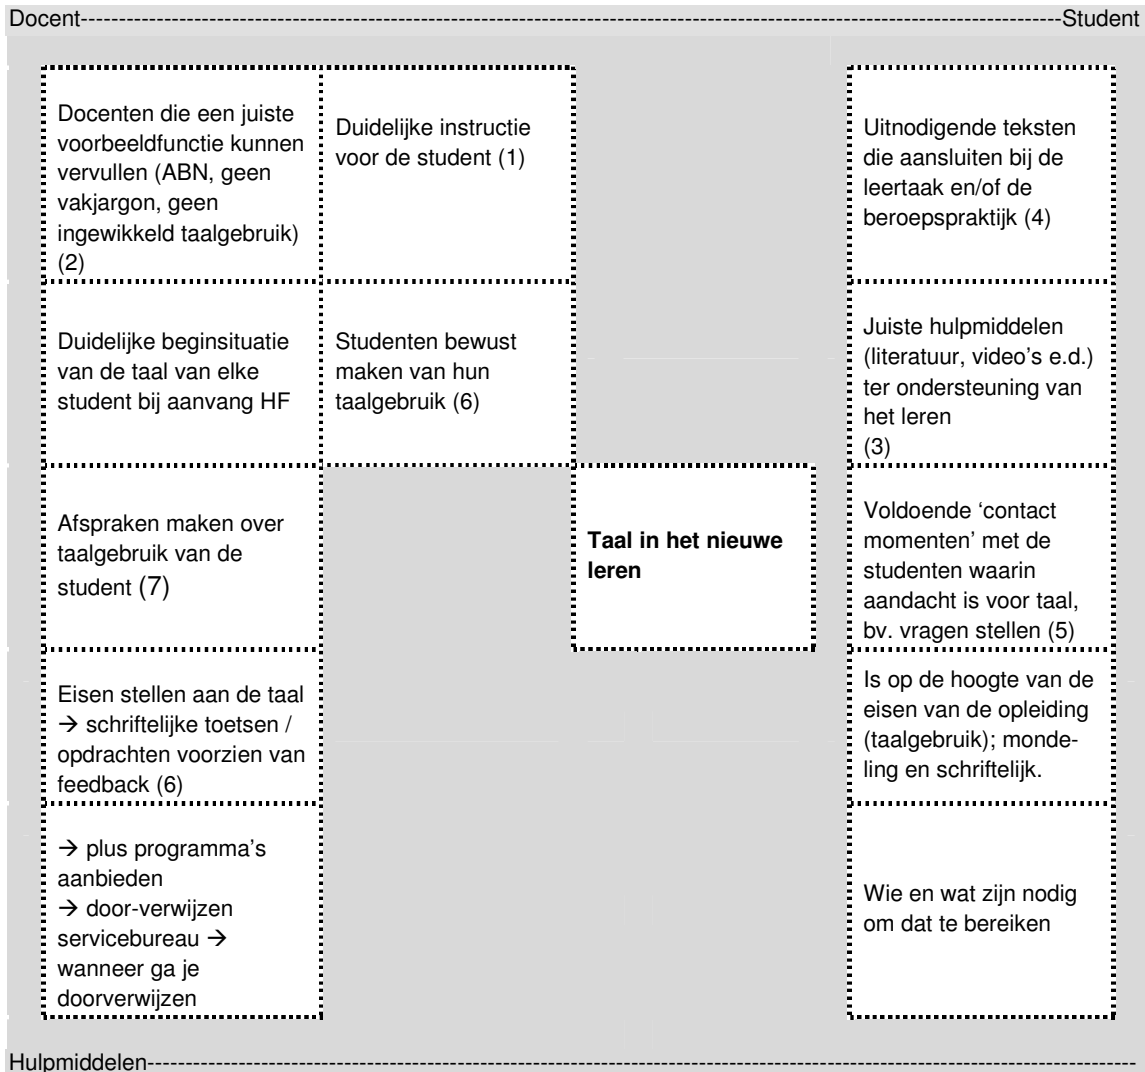 Docent-----------------------------------------------------------------------------------------------------------------------------Student
Docenten die een juiste
voorbeeldfunctie kunnen
vervullen (ABN, geen
vakjargon, geen
ingewikkeld taalgebruik)
(2)
Duidelijke instructie
voor de student (1)
Uitnodigende teksten
die aansluiten bij de
leertaak en/of de
beroepspraktijk (4)
Duidelijke beginsituatie
van de taal van elke
student bij aanvang HF
Studenten bewust
maken van hun
taalgebruik (6)
Juiste hulpmiddelen
(literatuur, video's e.d.)
ter ondersteuning van
het leren
(3)
Afspraken maken over
taalgebruik van de
student (7)
Taal in het nieuwe
leren
Voldoende ‘contact
momenten’ met de
studenten waarin
aandacht is voor taal,
bv. vragen stellen (5)
Eisen stellen aan de taal
→ schriftelijke toetsen /
opdrachten voorzien van
feedback (6)
Is op de hoogte van de
eisen van de opleiding
(taalgebruik); monde-
ling en schriftelijk.
→ plus programma’s
aanbieden
→ door-verwijzen
servicebureau →
wanneer ga je
doorverwijzen
Wie en wat zijn nodig
om dat te bereiken
Hulpmiddelen-----------------------------------------------------------------------------------------------------------------------------